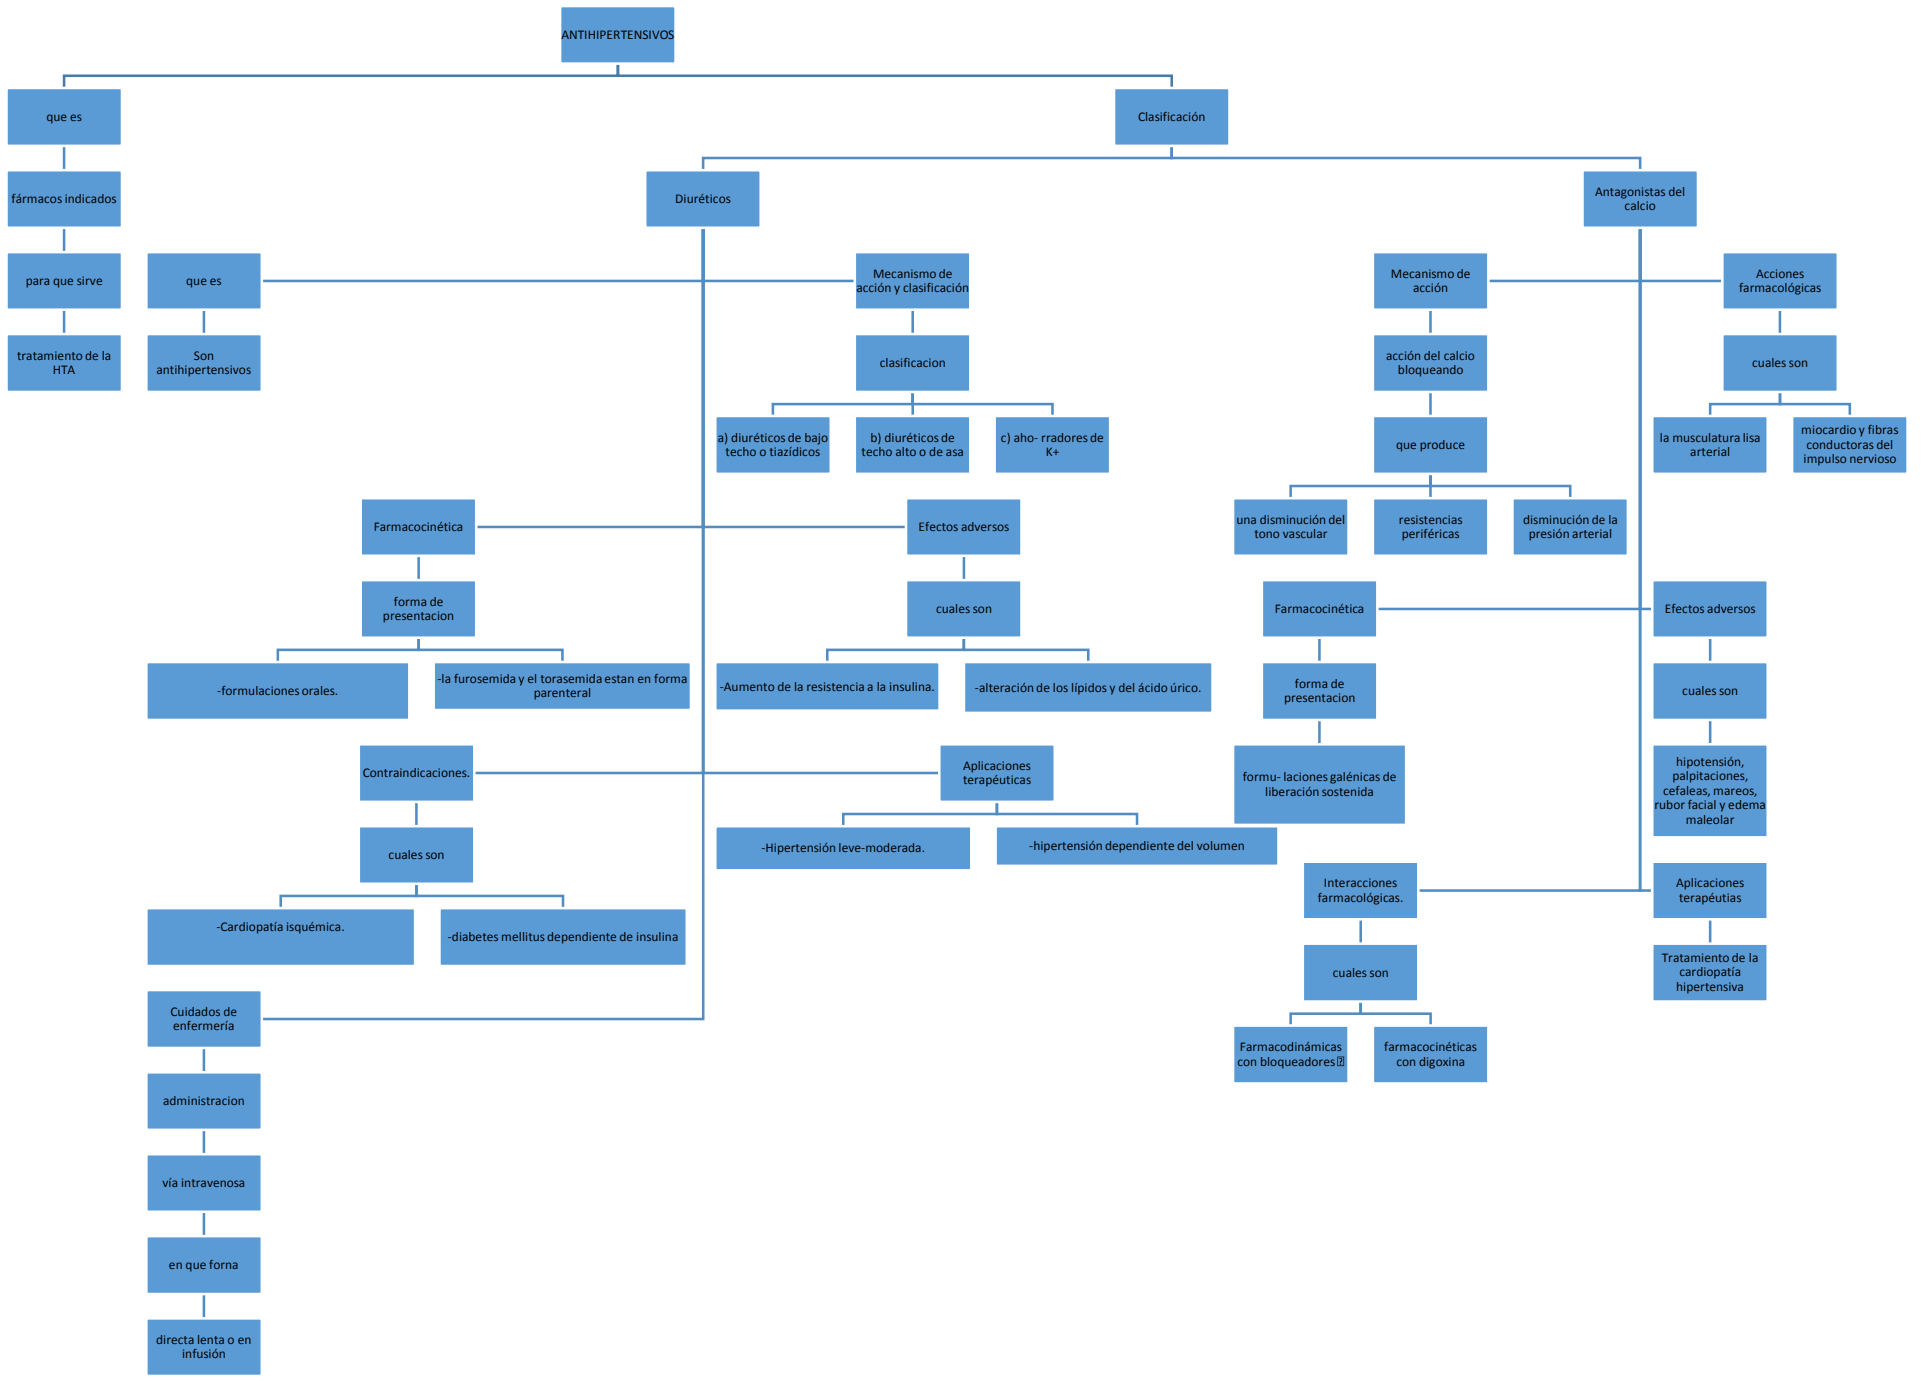 ANTIHIPERTENSIVOS
que es
Clasificación
fármacos indicados
Diuréticos
Antagonistas del
calcio
para que sirve
que es
Mecanismo de
acción y clasificación
Mecanismo de
acción
Acciones
farmacológicas
tratamiento de la
HTA
Son
antihipertensivos
clasificacion
acción del calcio
bloqueando
cuales son
a) diuréticos de bajo
techo o tiazídicos
b) diuréticos de
techo alto o de asa
c) aho- rradores de
K+
que produce
la musculatura lisa
arterial
miocardio y fibras
conductoras del
impulso nervioso
Farmacocinética
Efectos adversos
una disminución del
tono vascular
resistencias
periféricas
disminución de la
presión arterial
forma de
presentacion
cuales son
Farmacocinética
Efectos adversos
-formulaciones orales.
-la furosemida y el torasemida estan en forma
parenteral
-Aumento de la resistencia a la insulina.
-alteración de los lípidos y del ácido úrico.
forma de
presentacion
cuales son
Contraindicaciones.
Aplicaciones
terapéuticas
formu- laciones galénicas de
liberación sostenida
hipotensión,
palpitaciones,
cefaleas, mareos,
rubor facial y edema
maleolar
cuales son
-Hipertensión leve-moderada.
-hipertensión dependiente del volumen
Interacciones
farmacológicas.
Aplicaciones
terapéutias
-Cardiopatía isquémica.
-diabetes mellitus dependiente de insulina
cuales son
Tratamiento de la
cardiopatía
hipertensiva
Cuidados de
enfermería
Farmacodinámicas
con bloqueadores
farmacocinéticas
con digoxina
administracion
vía intravenosa
en que forna
directa lenta o en
infusión